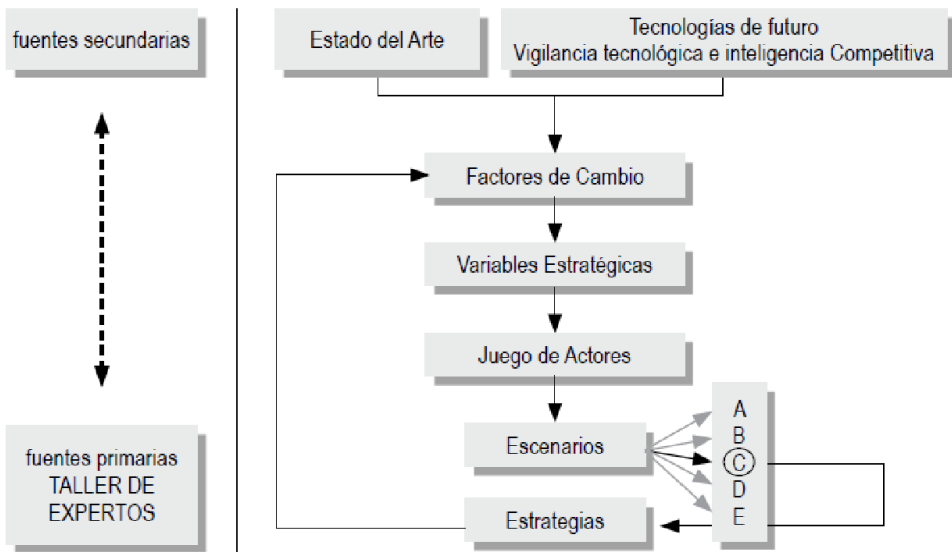 fuentes secundarias
Estado del Arte
Tecnologías de futuro
Vigilancia tecnológica e inteligencia Competitiva
Factores de Cambio
Variables Estratégicas
Juego de Actores
Escenarios
A
B
C
D
E
Estrategias
fuentes primarias
TALLER DE
EXPERTOS